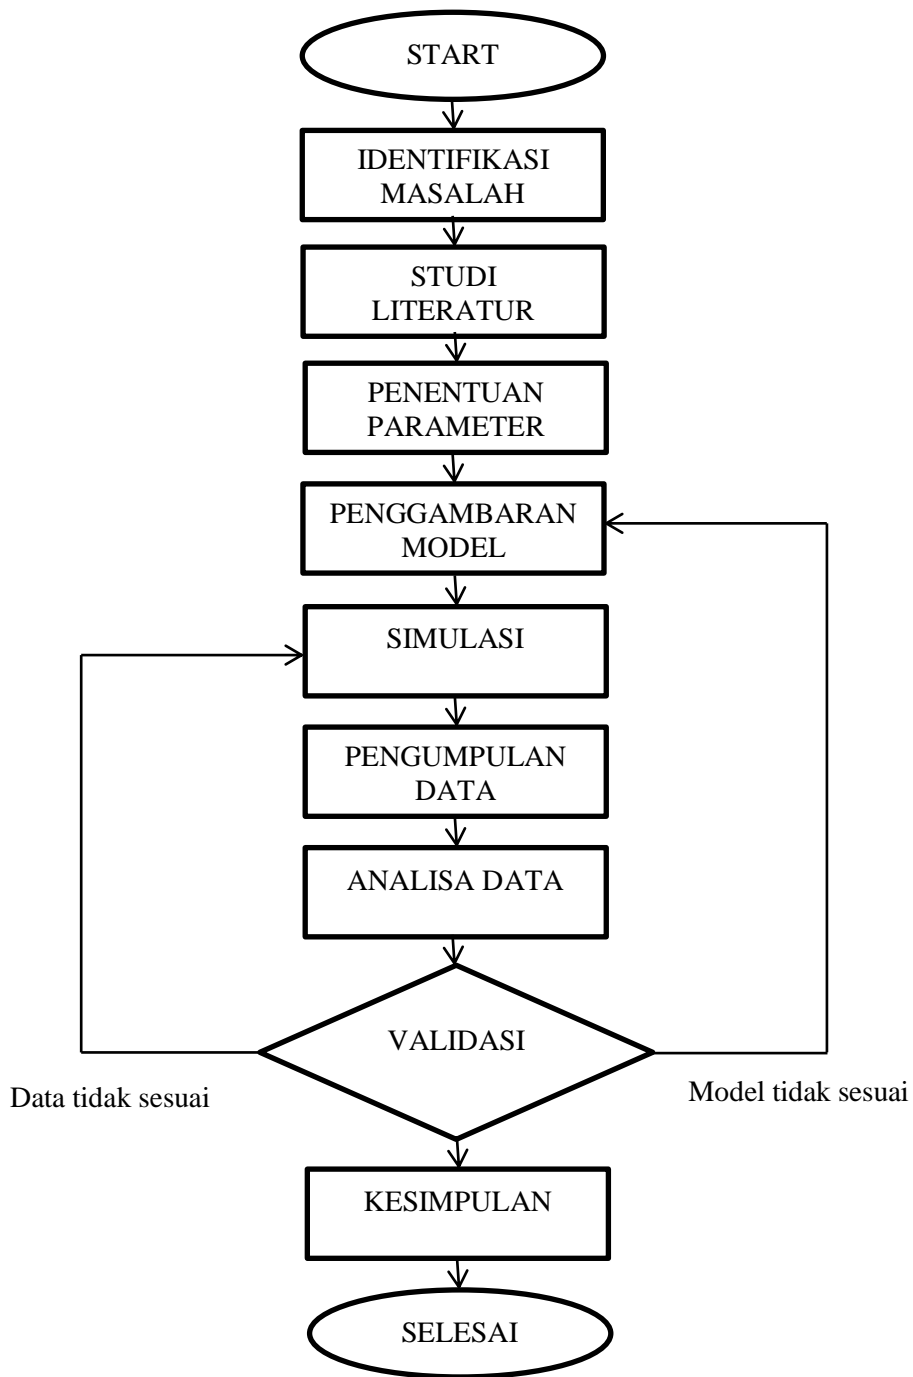 START
IDENTIFIKASI
MASALAH
STUDI
LITERATUR
PENENTUAN
PARAMETER
PENGGAMBARAN
MODEL
SIMULASI
PENGUMPULAN
DATA
ANALISA DATA
VALIDASI
Data tidak sesuai
Model tidak sesuai
KESIMPULAN
SELESAI